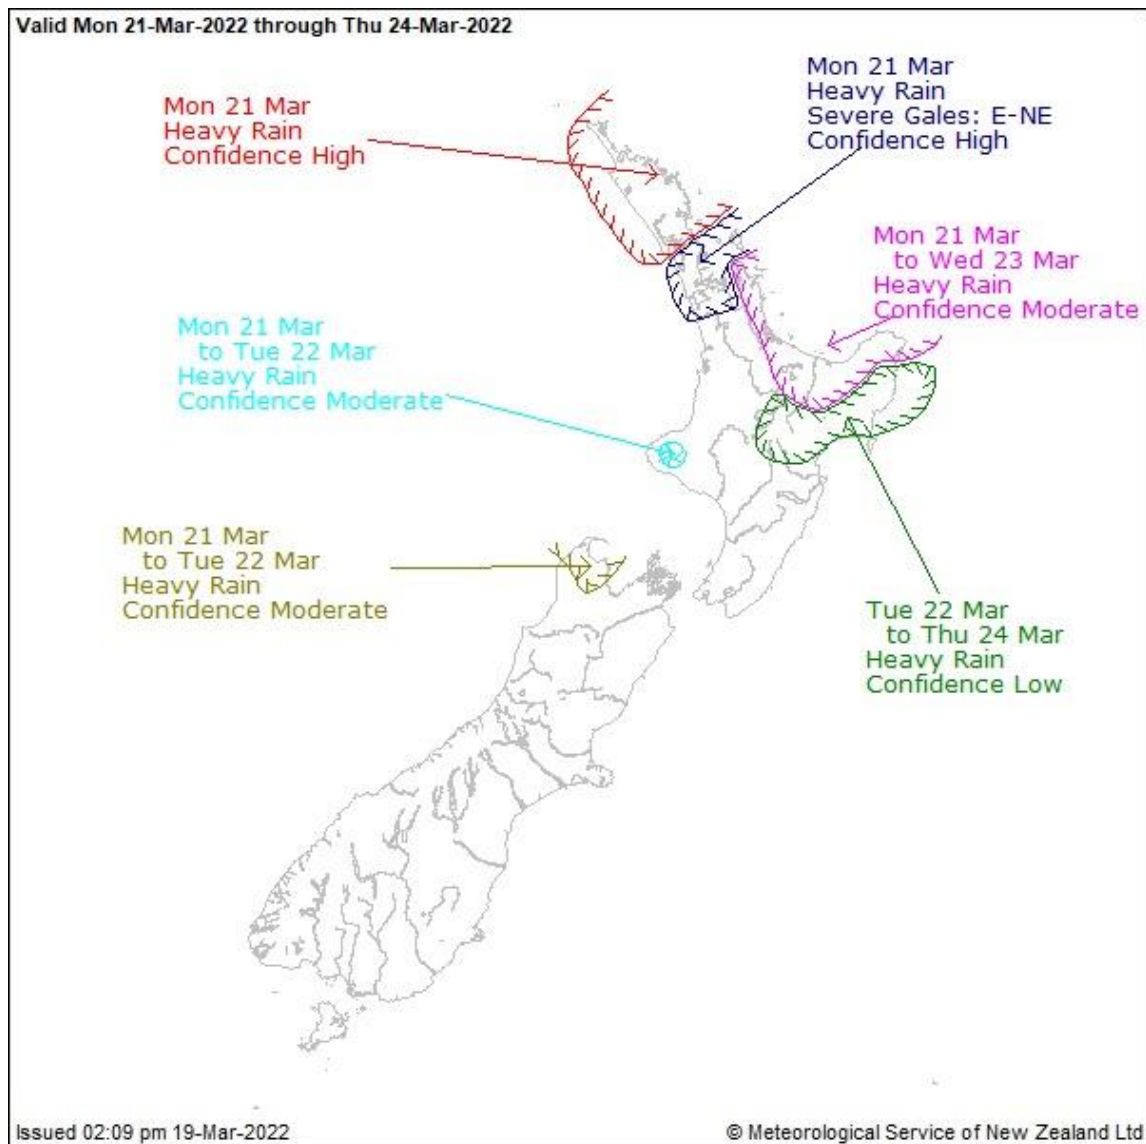 Valid Mon 21-Mar-2022 through Thu 24-Mar-2022
Mon 21 Mar
Heavy Rain
Severe Gales: E-NE
Confidence High
Mon 21 Mar
Heavy Rain
Confidence High
Mon 21 Mar
to Wed 23 Mar
Heavy Rain
Confidence Moderate
Mon 21 Mar
to Tue 22 Mar
Heavy Rain
Confidence Moderate
Mon 21 Mar
to Tue 22 Mar
Heavy Rain
Confidence Moderate
Tue 22 Mar
to Thu 24 Mar
Heavy Rain
Confidence Low
Issued 02:09 pm 19-Mar-2022
© Meteorological Service of New Zealand Ltd